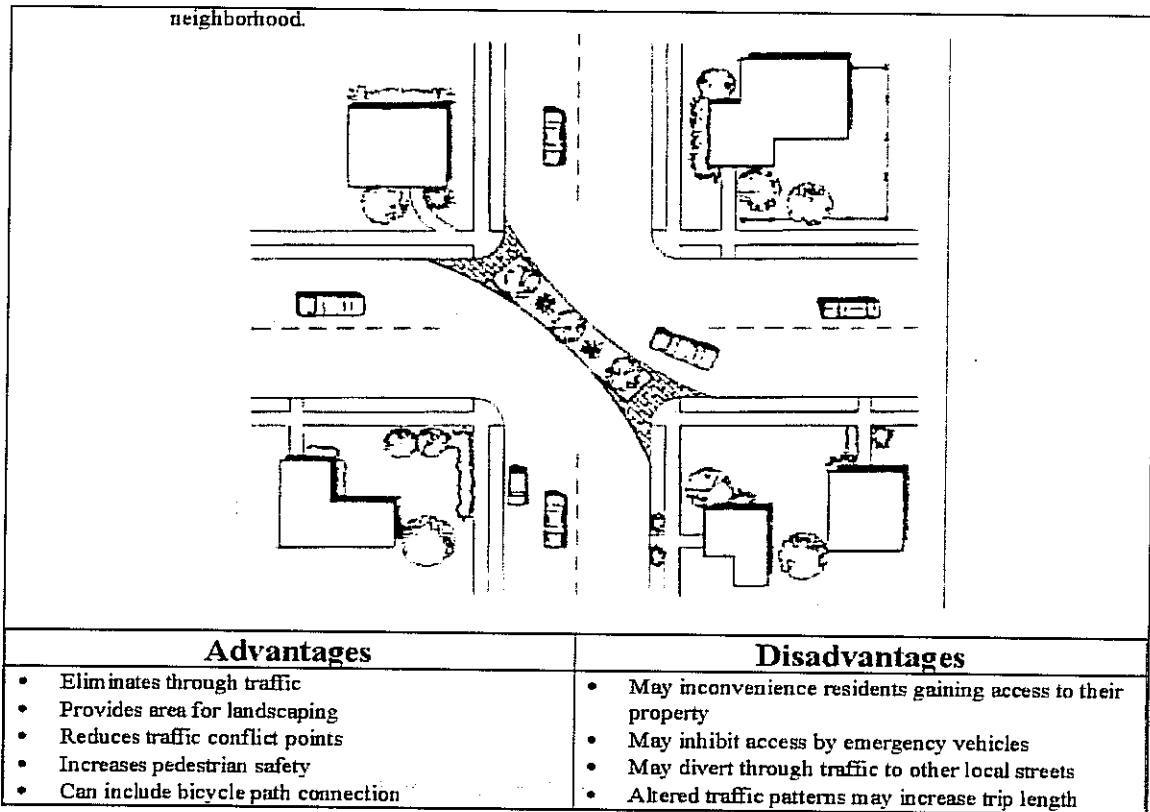 neighborhood.
Advantages
• Eliminates through traffic
• Provides area for landscaping
• Reduces traffic conflict points
• Increases pedestrian safety
• Can include bicycle path connection
Disadvantages
• May inconvenience residents gaining access to their
property
• May inhibit access by emergency vehicles
• May divert through traffic to other local streets
• Altered traffic patterns may increase trip length